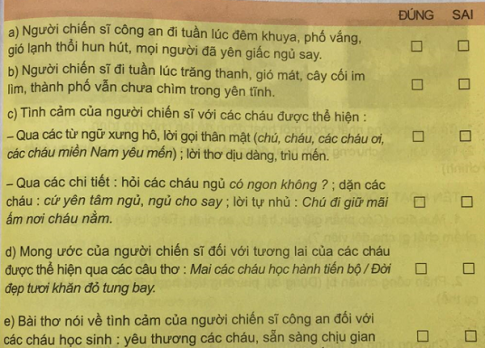 ĐÚNG SAI
a) Người chiến sĩ công an đi tuần lúc đêm khuya, phố vắng,
gió lạnh thổi hun hút, mọi người đã yên giấc ngủ say.
b) Người chiến sĩ đi tuần lúc trăng thanh, gió mát, cây cối im
lìm, thành phố vẫn chưa chìm trong yên tĩnh.
c) Tình cảm của người chiến sĩ với các cháu được thể hiện :
– Qua các từ ngữ xưng hô, lời gọi thân mật (chú, cháu, các cháu ơi,
các cháu miền Nam yêu mến) ; lời thơ dịu dàng, trìu mến.
– Qua các chi tiết : hỏi các cháu ngủ có ngon không ? ; dặn các
cháu : cứ yên tâm ngủ, ngủ cho say ; lời tự nhủ : Chú đi giữ mãi
ấm nơi cháu nằm.
d) Mong ước của người chiến sĩ đối với tương lai của các cháu
được thể hiện qua các câu thơ : Mai các cháu học hành tiến bộ / Đời
đẹp tươi khăn đỏ tung bay.
e) Bài thơ nói về tình cảm của người chiến sĩ công an đối với
các cháu học sinh : yêu thương các cháu, sẵn sàng chịu gian